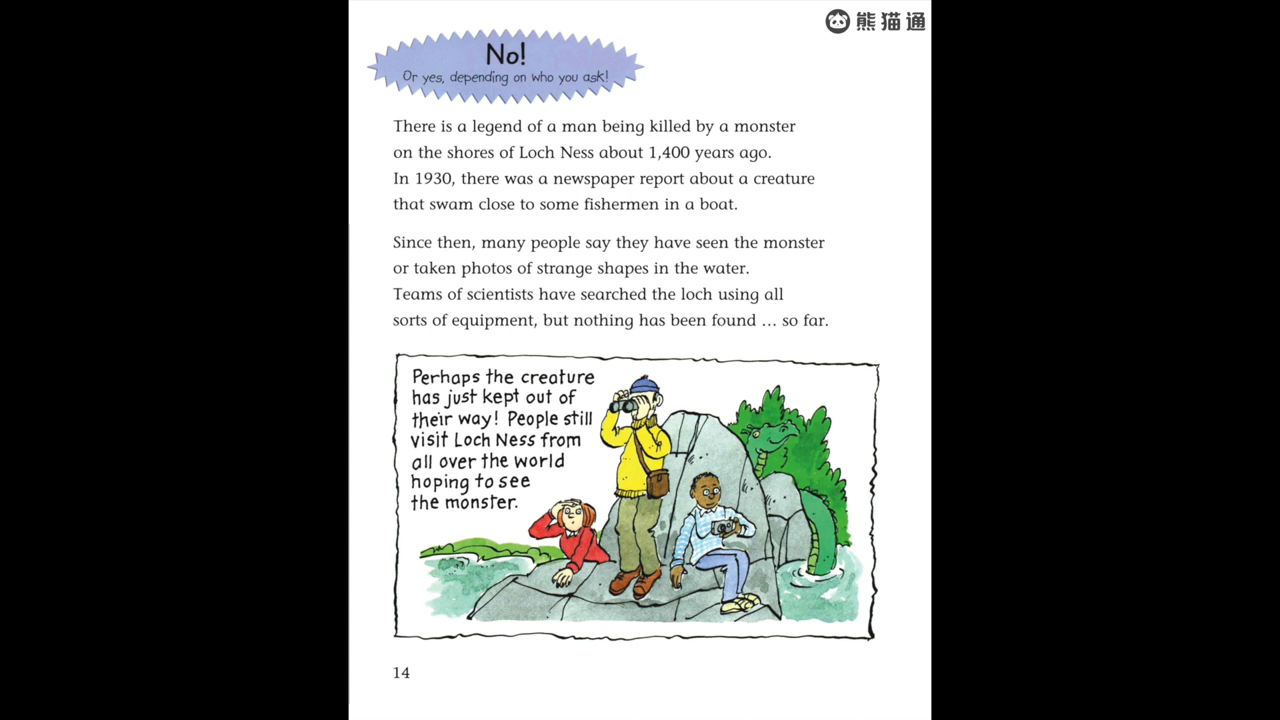 熊猫通
No!
Or yes, depending on who you ask!
There is a legend of a man being killed by a monster
on the shores of Loch Ness about 1,400 years ago.
In 1930, there was a newspaper report about a creature
that swam close to some fishermen in a boat.
Since then, many people say they have seen the monster
or taken photos of strange shapes in the water.
Teams of scientists have searched the loch using all
sorts of equipment, but nothing has been found ... so far.
Perhaps the creature
has just kept out of
their way! People still
visit Loch Ness from
all over the world
hoping to see
the monster.
14